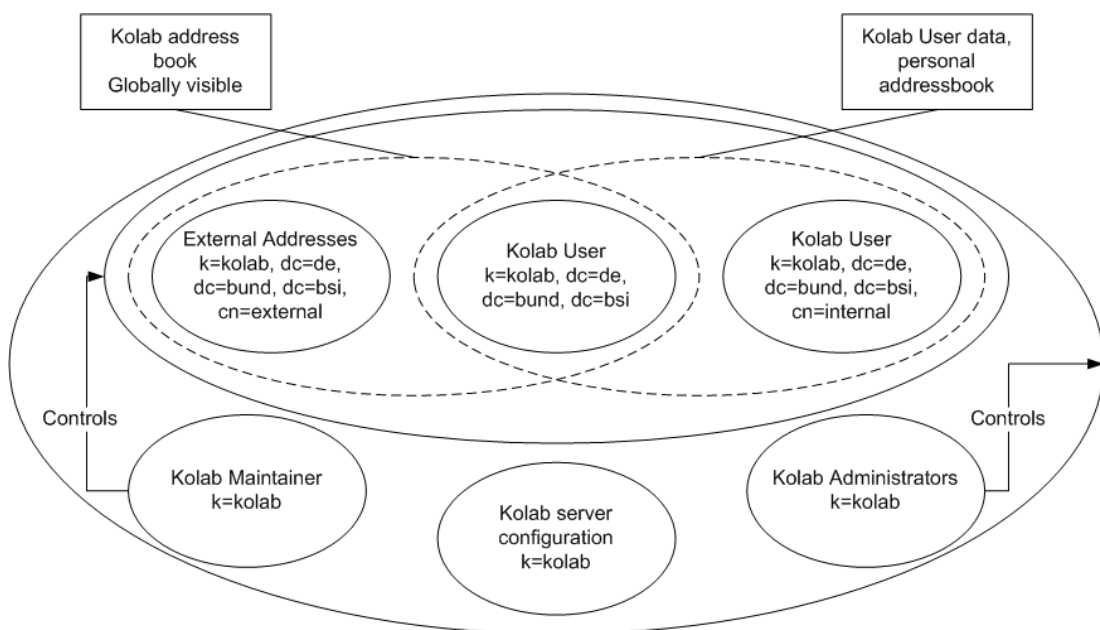 Kolab address
book
Globally visible
Kolab User data,
personal
addressbook
External Addresses
k=kolab, dc=de,
dc=bund, dc=bsi,
cn=external
Kolab User
k=kolab, dc=de,
dc=bund, dc=bsi
Kolab User
k=kolab, dc=de,
dc=bund, dc=bsi,
cn=internal
Controls
Controls
Kolab Maintainer
k=kolab
Kolab server
configuration
k=kolab
Kolab Administrators
k=kolab